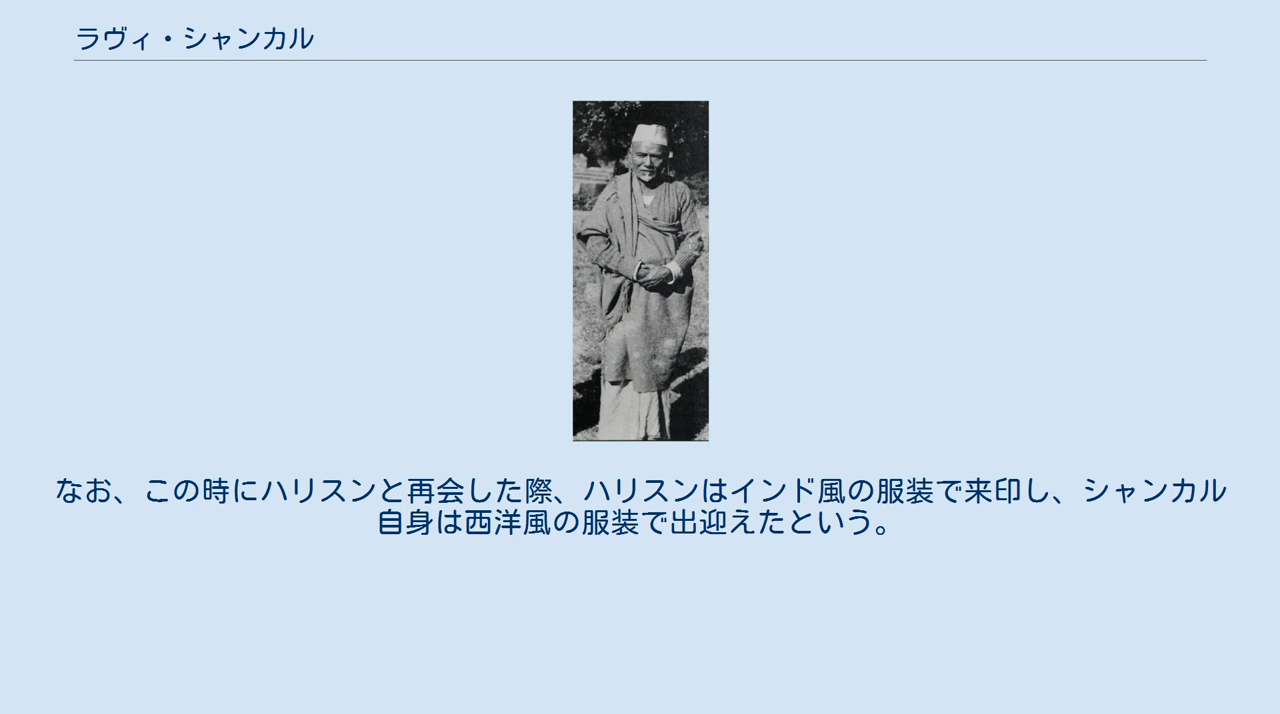 ラヴィ・シャンカル
なお、この時にハリスンと再会した際、ハリスンはインド風の服装で来印し、シャンカル
自身は西洋風の服装で出迎えたという。